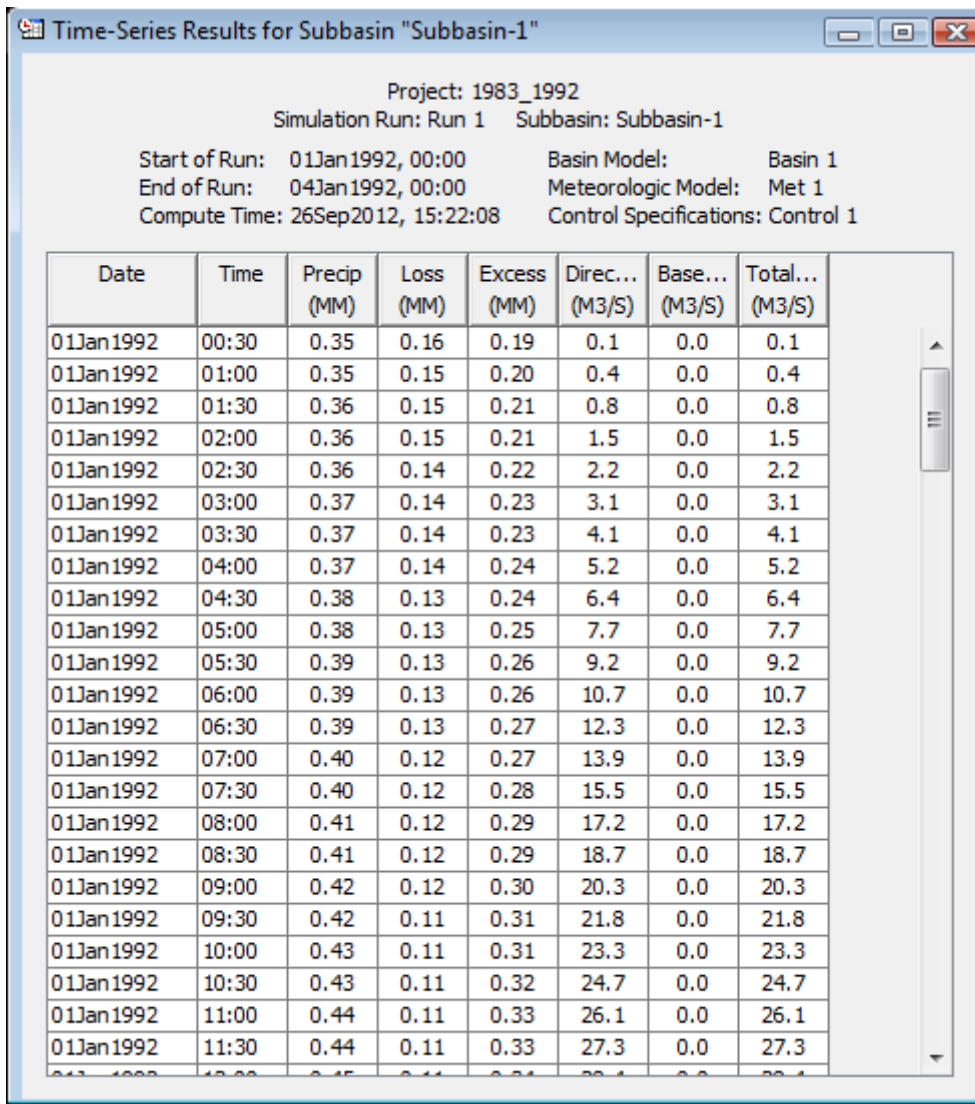 Time-Series Results for Subbasin "Subbasin-1"
Project: 1983_1992
Simulation Run: Run 1 Subbasin: Subbasin-1
Start of Run: 01Jan1992, 00:00 Basin Model: Basin 1
End of Run: 04Jan1992, 00:00 Meteorologic Model: Met 1
Compute Time: 26Sep2012, 15:22:08 Control Specifications: Control 1
Date Time Precip Loss Excess Direc... Base... Total...
(MM) (MM) (MM) (M3/S) (M3/S) (M3/S)
01Jan1992 00:30 0.35 0.16 0.19 0.1 0.0 0.1
01Jan1992 01:00 0.35 0.15 0.20 0.4 0.0 0.4
01Jan1992 01:30 0.36 0.15 0.21 0.8 0.0 0.8
01Jan1992 02:00 0.36 0.15 0.21 1.5 0.0 1.5
01Jan1992 02:30 0.36 0.14 0.22 2.2 0.0 2.2
01Jan1992 03:00 0.37 0.14 0.23 3.1 0.0 3.1
01Jan1992 03:30 0.37 0.14 0.23 4.1 0.0 4.1
01Jan1992 04:00 0.37 0.14 0.24 5.2 0.0 5.2
01Jan1992 04:30 0.38 0.13 0.24 6.4 0.0 6.4
01Jan1992 05:00 0.38 0.13 0.25 7.7 0.0 7.7
01Jan1992 05:30 0.39 0.13 0.26 9.2 0.0 9.2
01Jan1992 06:00 0.39 0.13 0.26 10.7 0.0 10.7
01Jan1992 06:30 0.39 0.13 0.27 12.3 0.0 12.3
01Jan1992 07:00 0.40 0.12 0.27 13.9 0.0 13.9
01Jan1992 07:30 0.40 0.12 0.28 15.5 0.0 15.5
01Jan1992 08:00 0.41 0.12 0.29 17.2 0.0 17.2
01Jan1992 08:30 0.41 0.12 0.29 18.7 0.0 18.7
01Jan1992 09:00 0.42 0.12 0.30 20.3 0.0 20.3
01Jan1992 09:30 0.42 0.11 0.31 21.8 0.0 21.8
01Jan1992 10:00 0.43 0.11 0.31 23.3 0.0 23.3
01Jan1992 10:30 0.43 0.11 0.32 24.7 0.0 24.7
01Jan1992 11:00 0.44 0.11 0.33 26.1 0.0 26.1
01Jan1992 11:30 0.44 0.11 0.33 27.3 0.0 27.3